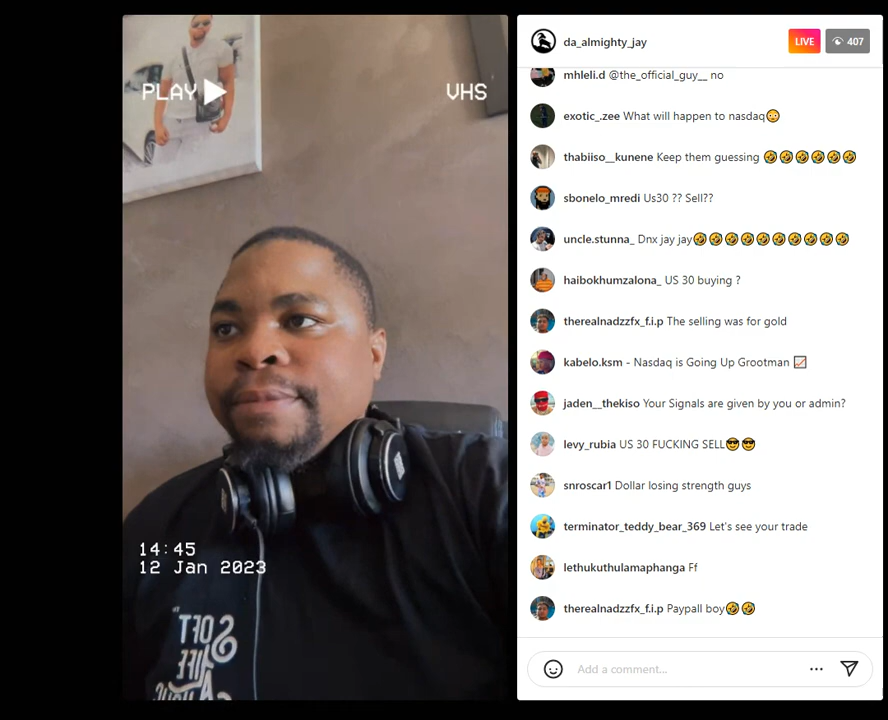 PLAY
VHS
14:45
12 Jan 2023
SOFT
LIFE
da_almighty_jay
LIVE
407
mhleli.d @the_official_guy__ no
exotic_.zee What will happen to nasdaq😳
thabiiso__kunene Keep them guessing 🤣🤣🤣🤣🤣🤣
sbonelo_mredi Us30 ?? Sell??
uncle.stunna_ Dnx jay jay🤣🤣🤣🤣🤣🤣🤣🤣🤣🤣
haibokhumzalona_ US 30 buying ?
therealnadzzfx_f.i.p The selling was for gold
kabelo.ksm - Nasdaq is Going Up Grootman 📈
jaden__thekiso Your Signals are given by you or admin?
levy_rubia US 30 FUCKING SELL😎😎
snroscar1 Dollar losing strength guys
terminator_teddy_bear_369 Let's see your trade
lethukuthulamaphanga Ff
therealnadzzfx_f.i.p Paypall boy🤣🤣
Add a comment...